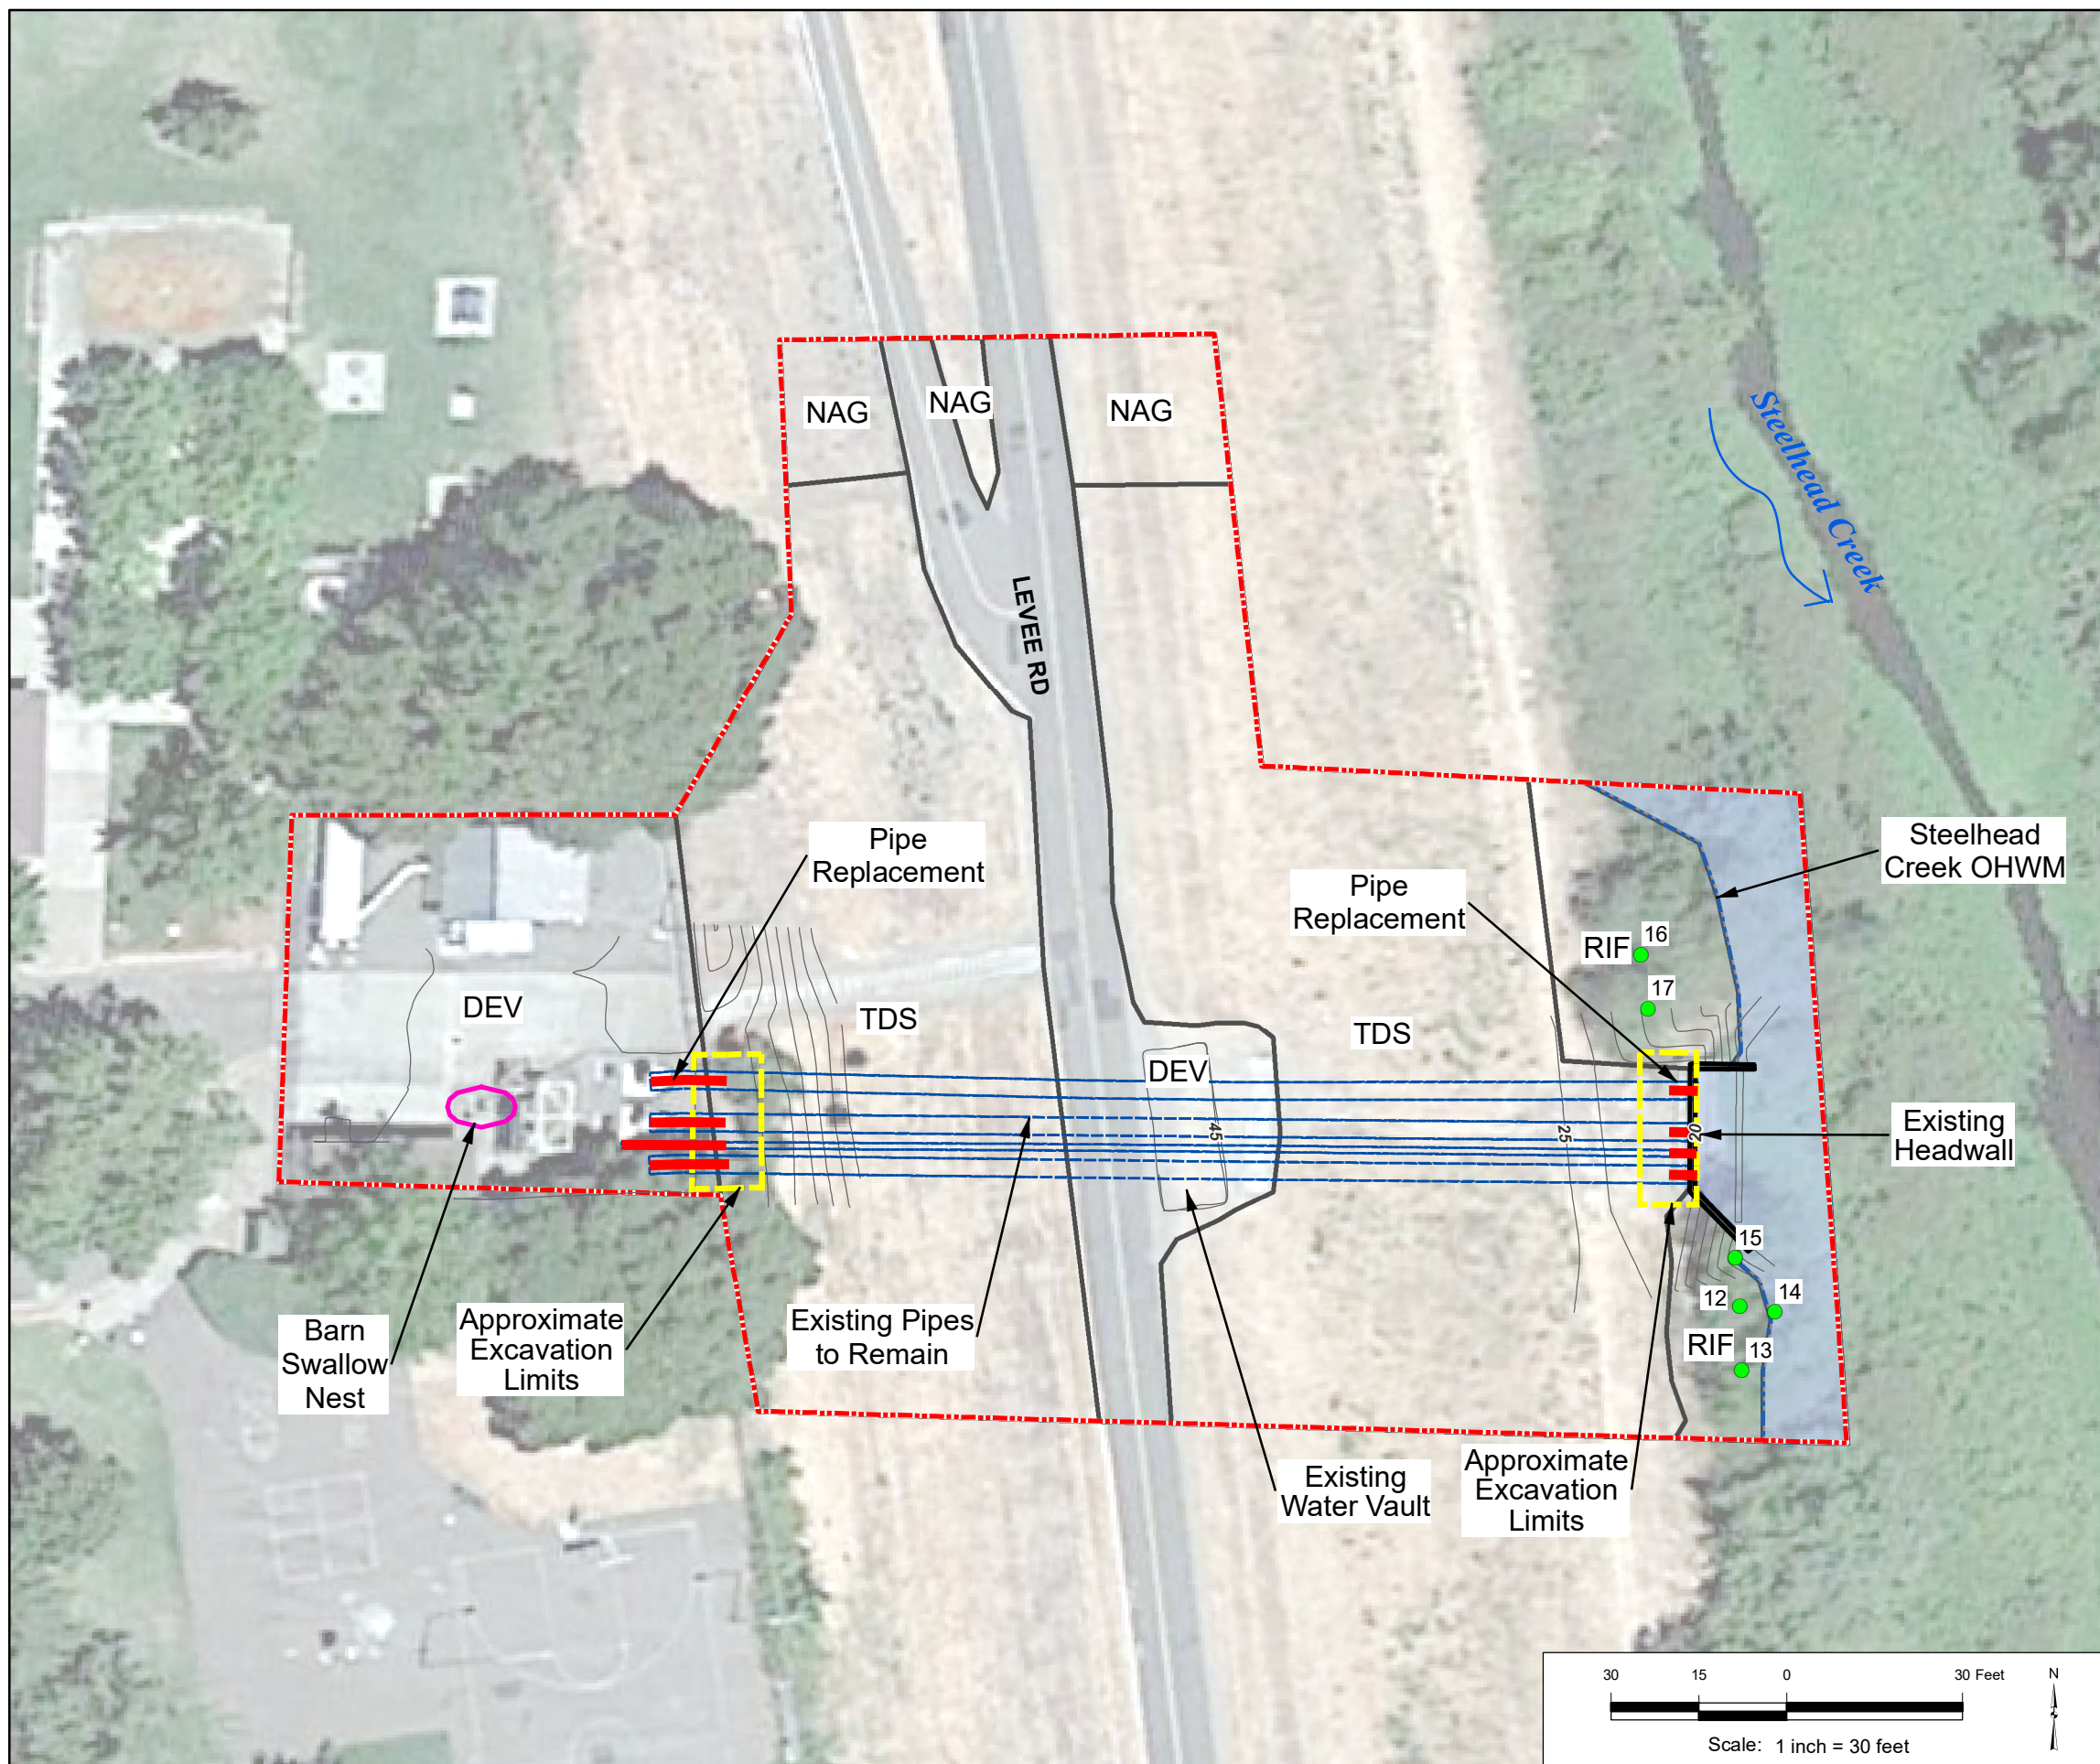 NAG
NAG
NAG
Steelhead Creek
LEVEE RD
Pipe
Replacement
Pipe
Replacement
Steelhead
Creek OHWM
RIF
16
17
DEV
TDS
TDS
DEV
45
25
20
Existing
Headwall
15
12
14
RIF
13
Barn
Swallow
Nest
Approximate
Excavation
Limits
Existing Pipes
to Remain
Existing
Water Vault
Approximate
Excavation
Limits
30 15 0 30 Feet
N
Scale: 1 inch = 30 feet